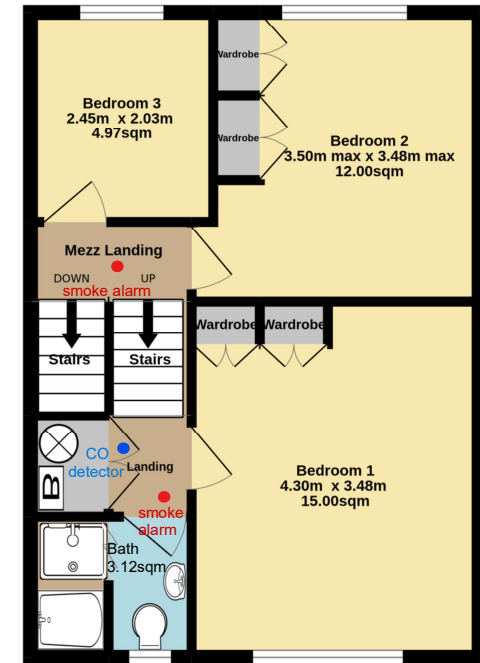 Wardrobe
Bedroom 3
2.45m x 2.03m
4.97sqm
Wardrobe
Bedroom 2
3.50m max x 3.48m max
12.00sqm
Mezz Landing
DOWN
UP
smoke alarm
Wardrobe
Wardrobe
Stairs
Stairs
CO
detector
Landing
B
Bedroom 1
4.30m x 3.48m
15.00sqm
smoke
alarm
Bath
3.12sqm